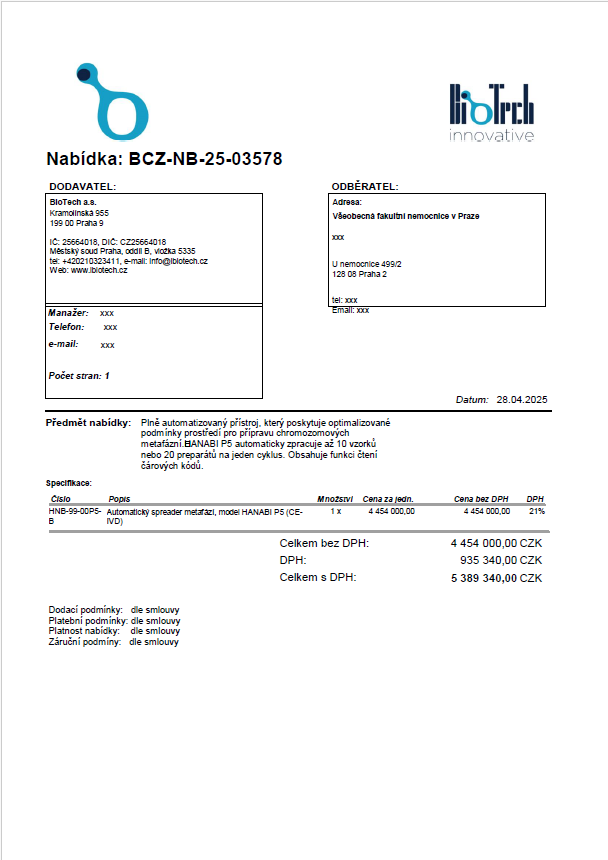 BioTech
innovative
Nabídka: BCZ-NB-25-03578
DODAVATEL:
BioTech a.s.
Kramolínská 955
199 00 Praha 9
IČ: 25664018, DIČ: CZ25664018
Městský soud Praha, oddíl B, vložka 5335
tel: +420210323411, e-mail: info@ibiotech.cz
Web: www.ibiotech.cz
Manažer: xxx
Telefon: xxx
e-mail: xxx
Počet stran: 1
ODBĚRATEL:
Adresa:
Všeobecná fakultní nemocnice v Praze
xxx
U nemocnice 499/2
128 08 Praha 2
tel: xxx
Email: xxx
Datum: 28.04.2025
Předmět nabídky: Plně automatizovaný přístroj, který poskytuje optimalizované
podmínky prostředí pro přípravu chromozomových
metafázní.HANABI P5 automaticky zpracuje až 10 vzorků
nebo 20 preparátů na jeden cyklus. Obsahuje funkci čtení
čárových kódů.
Specifikace:
Číslo Popis Množství Cena za jedn. Cena bez DPH DPH
HNB-99-00P5- Automatický spreader metafází, model HANABI P5 (CE- 1 x 4 454 000,00 4 454 000,00 21%
B IVD)
Celkem bez DPH: 4 454 000,00 CZK
DPH: 935 340,00 CZK
Celkem s DPH: 5 389 340,00 CZK
Dodací podmínky: dle smlouvy
Platební podmínky: dle smlouvy
Platnost nabídky: dle smlouvy
Záruční podmíny: dle smlouvy